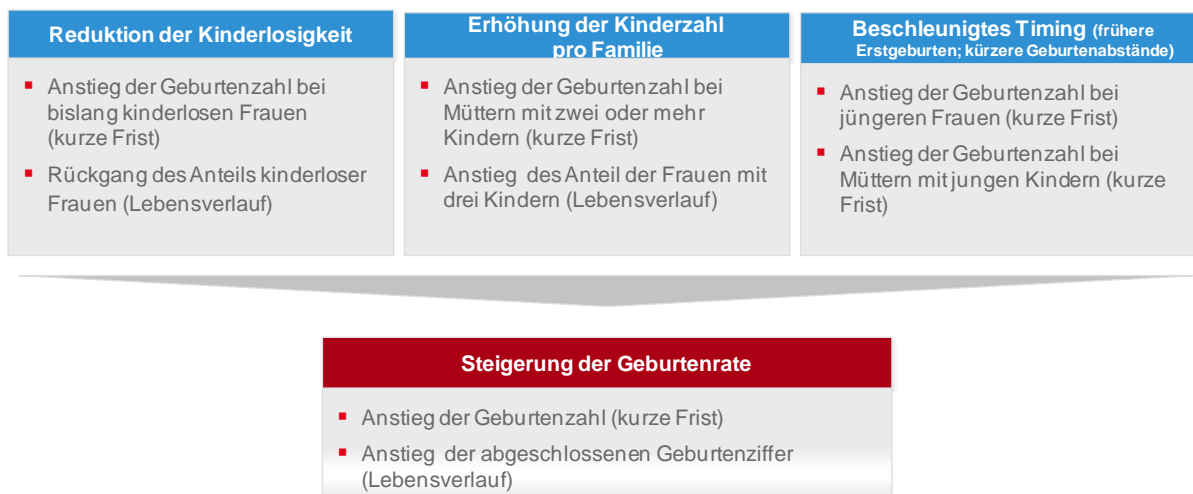 Reduktion der Kinderlosigkeit
Anstieg der Geburtenzahl bei
bislang kinderlosen Frauen
(kurze Frist)
Rückgang des Anteils kinderloser
Frauen (Lebensverlauf)
Erhöhung der Kinderzahl
pro Familie
Anstieg der Geburtenzahl bei
Müttern mit zwei oder mehr
Kindern (kurze Frist)
Anstieg des Anteil der Frauen mit
drei Kindern (Lebensverlauf)
Beschleunigtes Timing (frühere
Erstgeburten; kürzere Geburtenabstände)
Anstieg der Geburtenzahl bei
jüngeren Frauen (kurze Frist)
Anstieg der Geburtenzahl bei
Müttern mit jungen Kindern (kurze
Frist)
Steigerung der Geburtenrate
Anstieg der Geburtenzahl (kurze Frist)
Anstieg der abgeschlossenen Geburtenziffer
(Lebensverlauf)